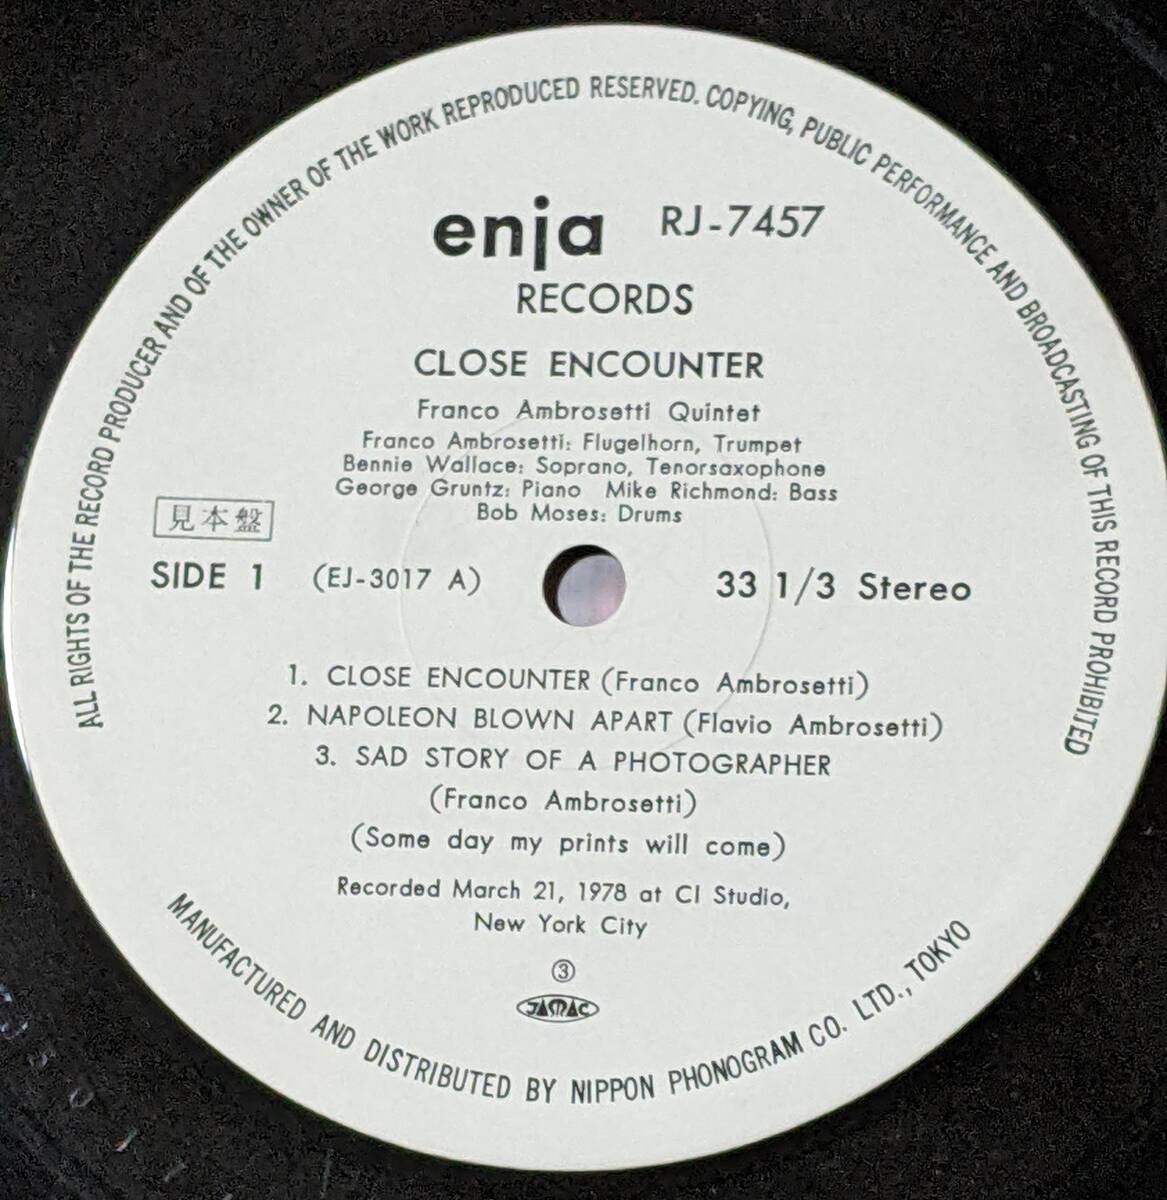 ALL RIGHTS OF THE RECORD PRODUCER AND OF THE OWNER OF THE WORK REPRODUCED RESERVED. COPYING, PUBLIC PERFORMANCE AND BROADCASTING OF THIS RECORD PROHIBITED
enja RJ-7457
RECORDS
CLOSE ENCOUNTER
Franco Ambrosetti Quintet
Franco Ambrosetti: Flugelhorn, Trumpet
Bennie Wallace: Soprano, Tenorsaxophone
George Gruntz: Piano Mike Richmond: Bass
Bob Moses: Drums
見本盤
SIDE 1 (EJ-3017 A) 33 1/3 Stereo
1. CLOSE ENCOUNTER (Franco Ambrosetti)
2. NAPOLEON BLOWN APART (Flavio Ambrosetti)
3. SAD STORY OF A PHOTOGRAPHER
(Franco Ambrosetti)
(Some day my prints will come)
Recorded March 21, 1978 at CI Studio,
New York City
③
JASRAC
MANUFACTURED AND DISTRIBUTED BY NIPPON PHONOGRAM CO. LTD., TOKYO